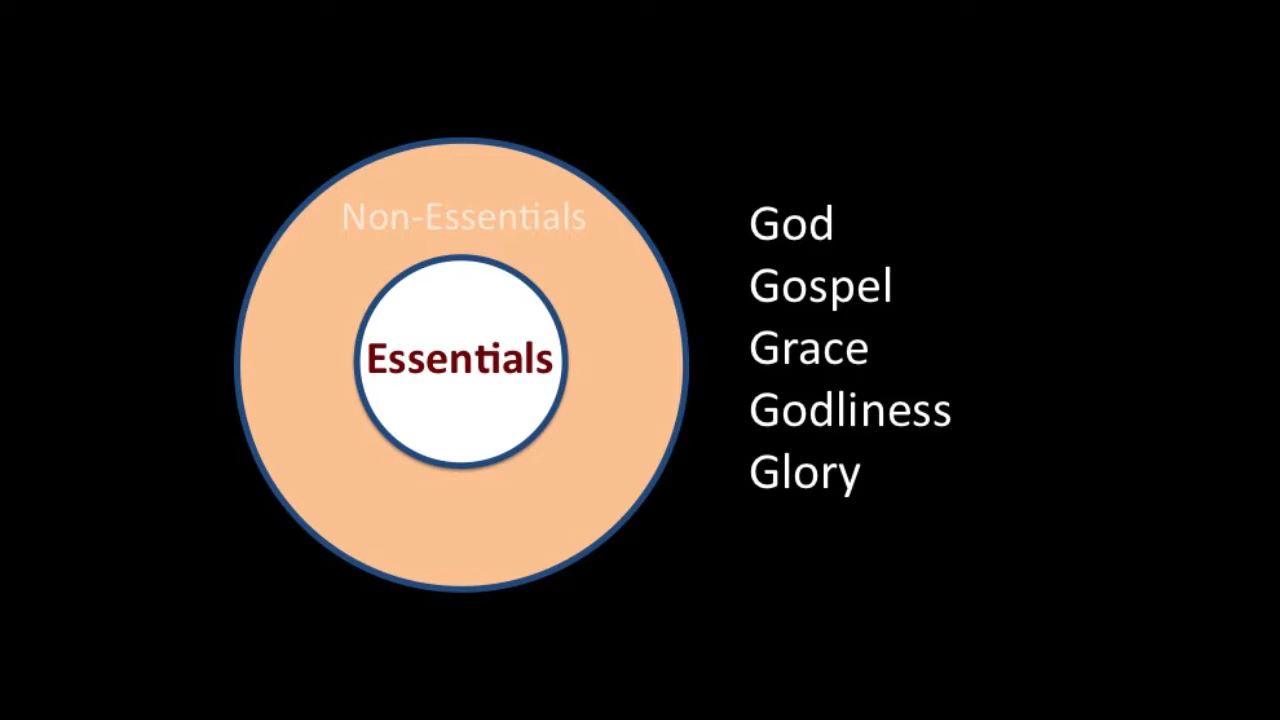 Non-Essentials
Essentials
God
Gospel
Grace
Godliness
Glory